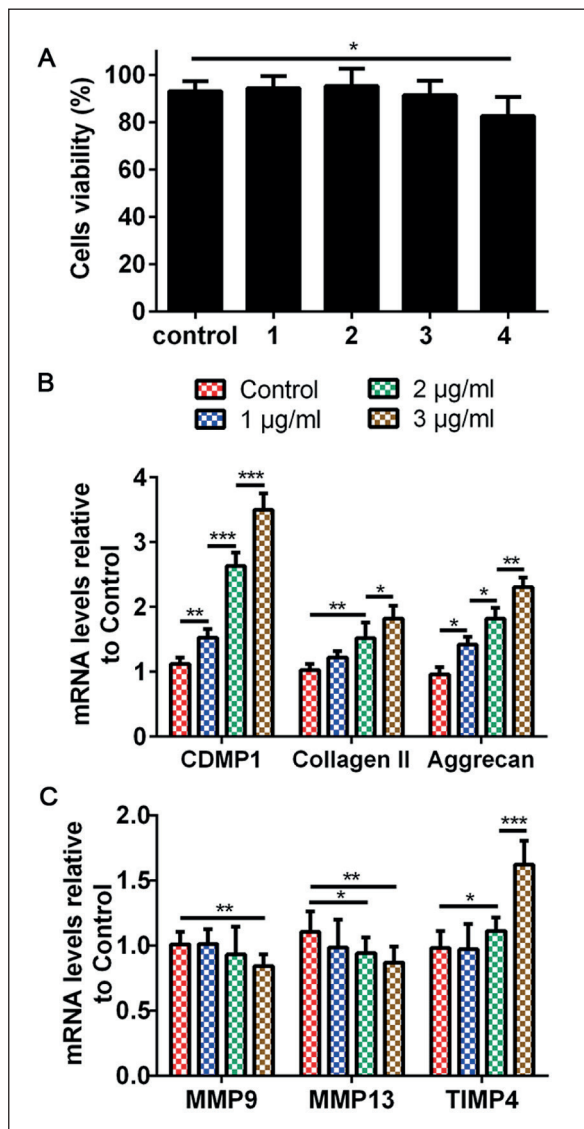 A
*
Cells viability (%)
100
80
60
40
20
0
control 1 2 3 4
B
Control 2 µg/ml
1 µg/ml 3 µg/ml
mRNA levels relative
to Control
4
3
2
1
0
** *** ***
** *
* * **
CDMP1 Collagen II Aggrecan
C
mRNA levels relative
to Control
2.0
1.5
1.0
0.5
0.0
**
** *
* ***
MMP9 MMP13 TIMP4